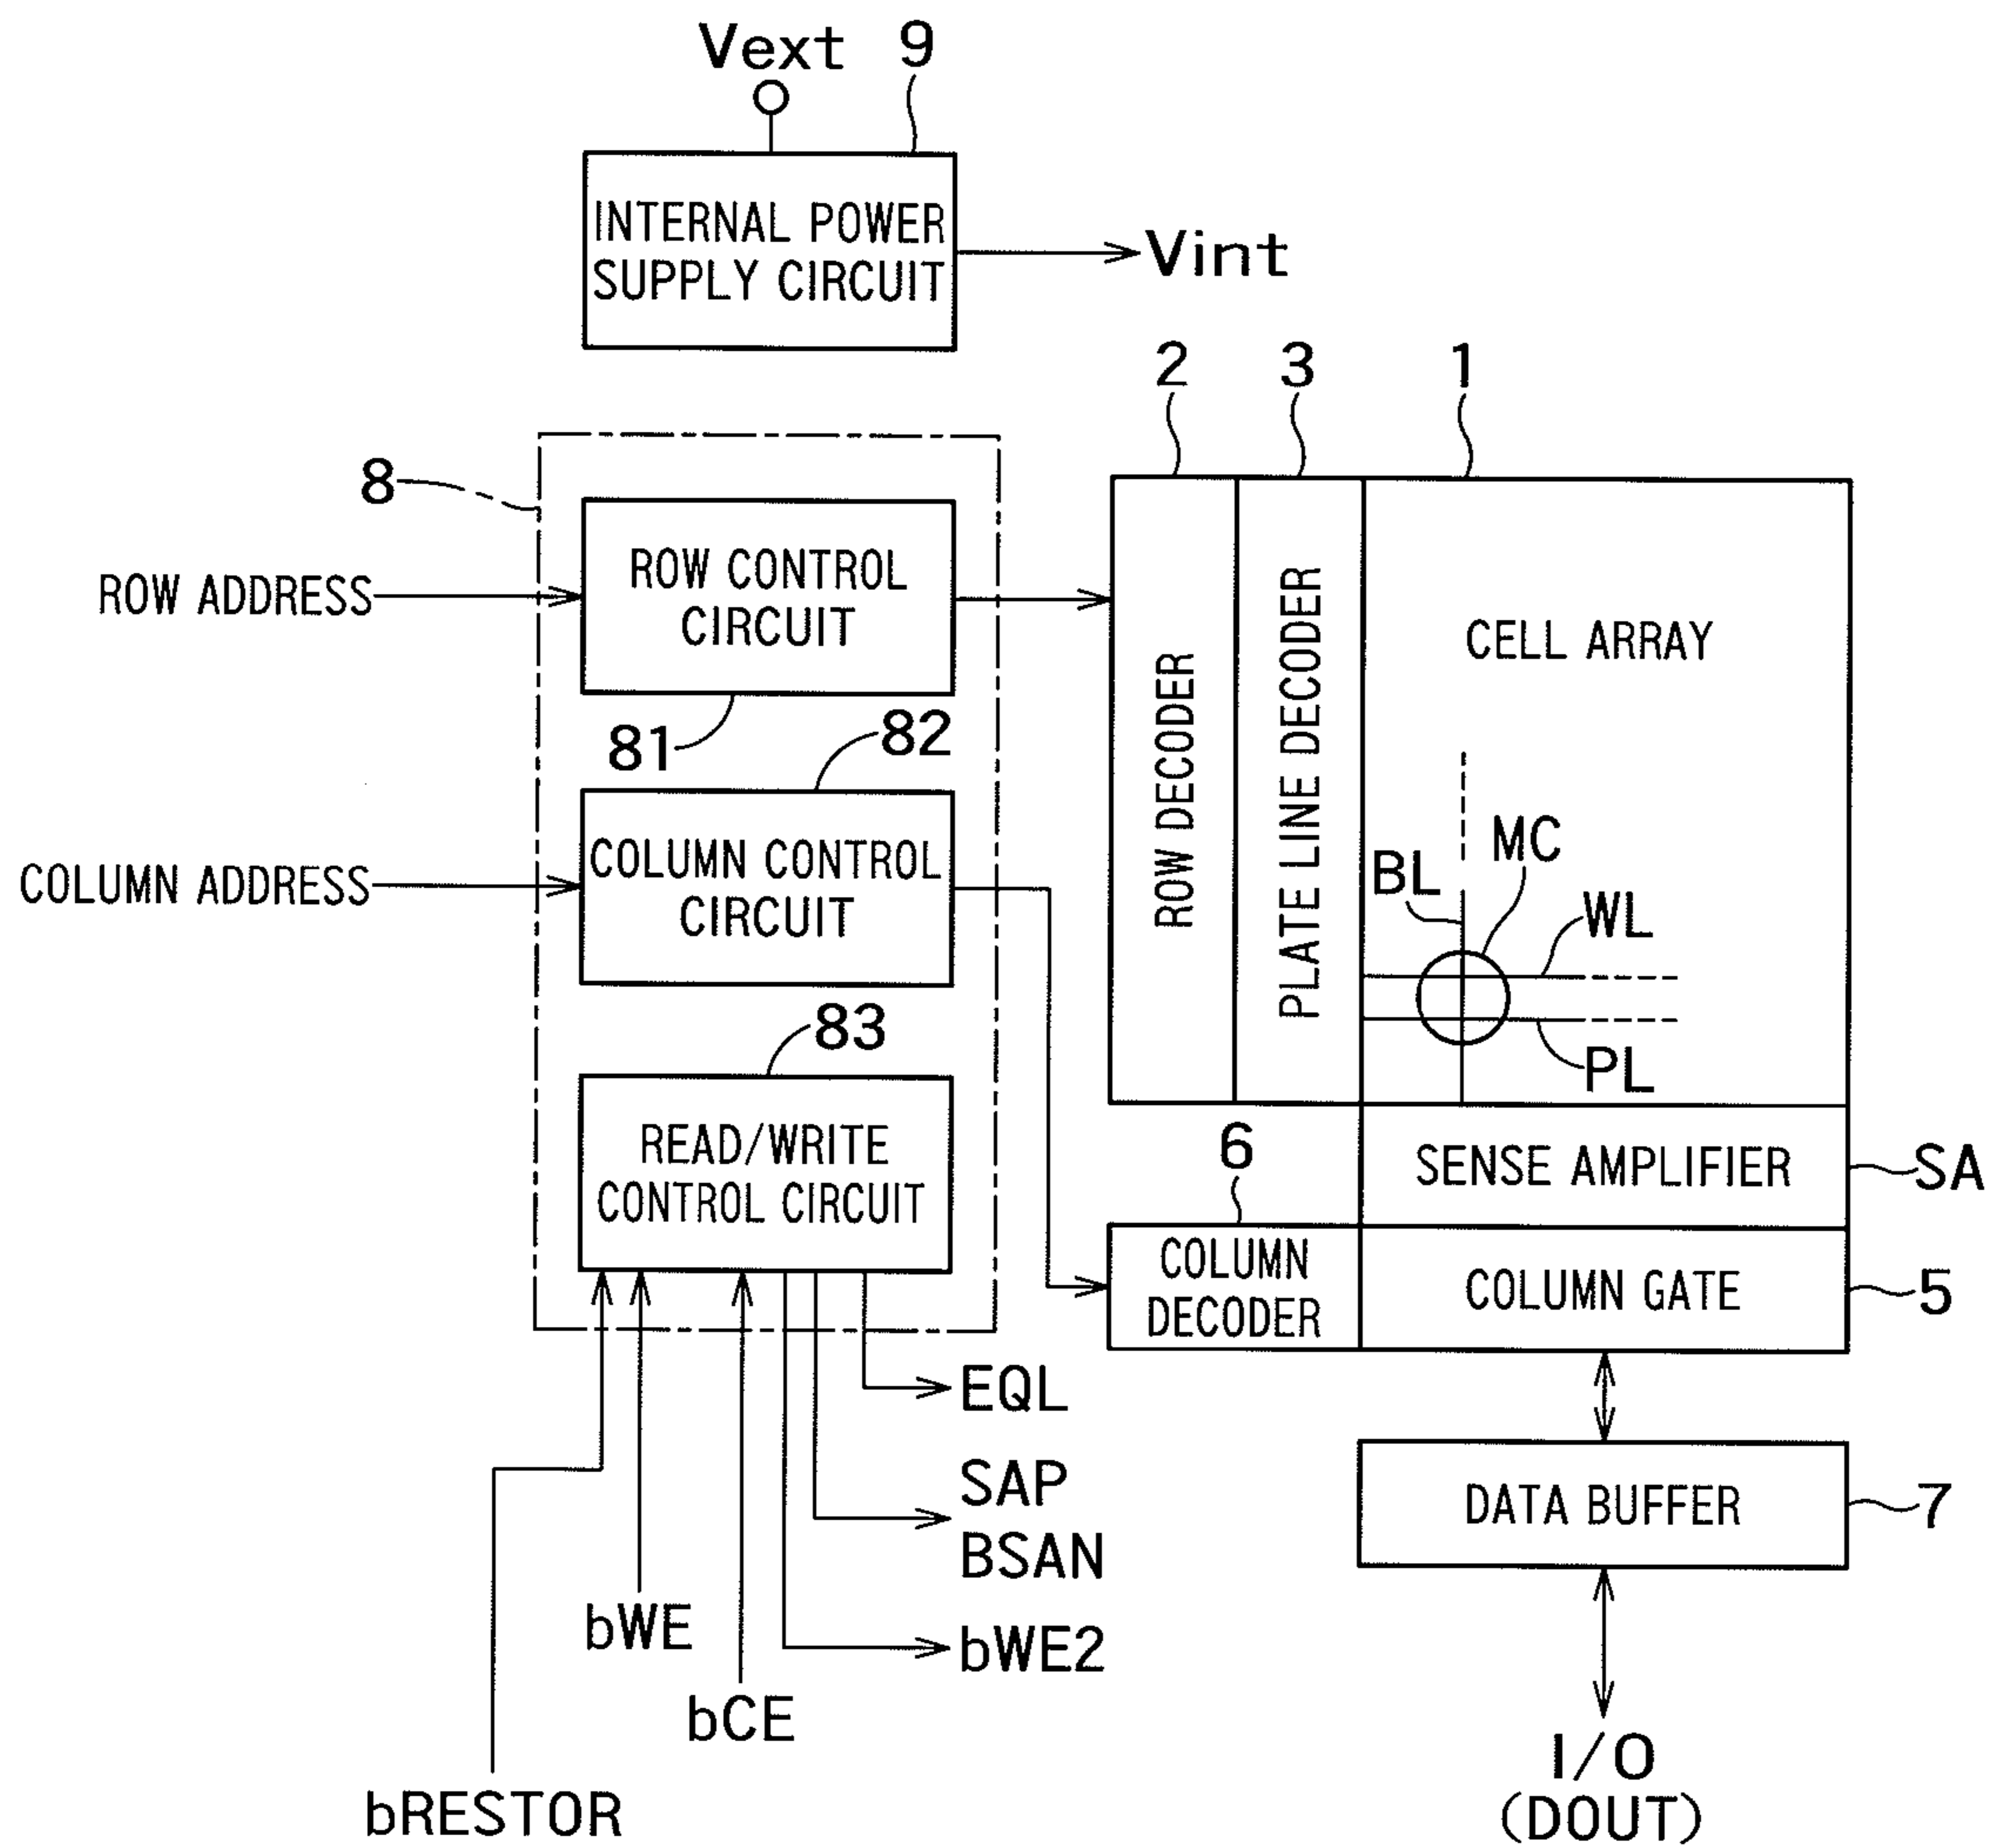 Vext 9
INTERNAL POWER
SUPPLY CIRCUIT
Vint
2 3 1
8
ROW ADDRESS
ROW CONTROL
CIRCUIT
81
82
COLUMN ADDRESS
COLUMN CONTROL
CIRCUIT
83
READ/WRITE
CONTROL CIRCUIT
ROW DECODER
PLATE LINE DECODER
CELL ARRAY
MC
BL
WL
PL
6
SENSE AMPLIFIER
SA
COLUMN
DECODER
COLUMN GATE
5
EQL
SAP
BSAN
bWE2
bWE
bCE
bRESTOR
DATA BUFFER
7
I/O
(DOUT)